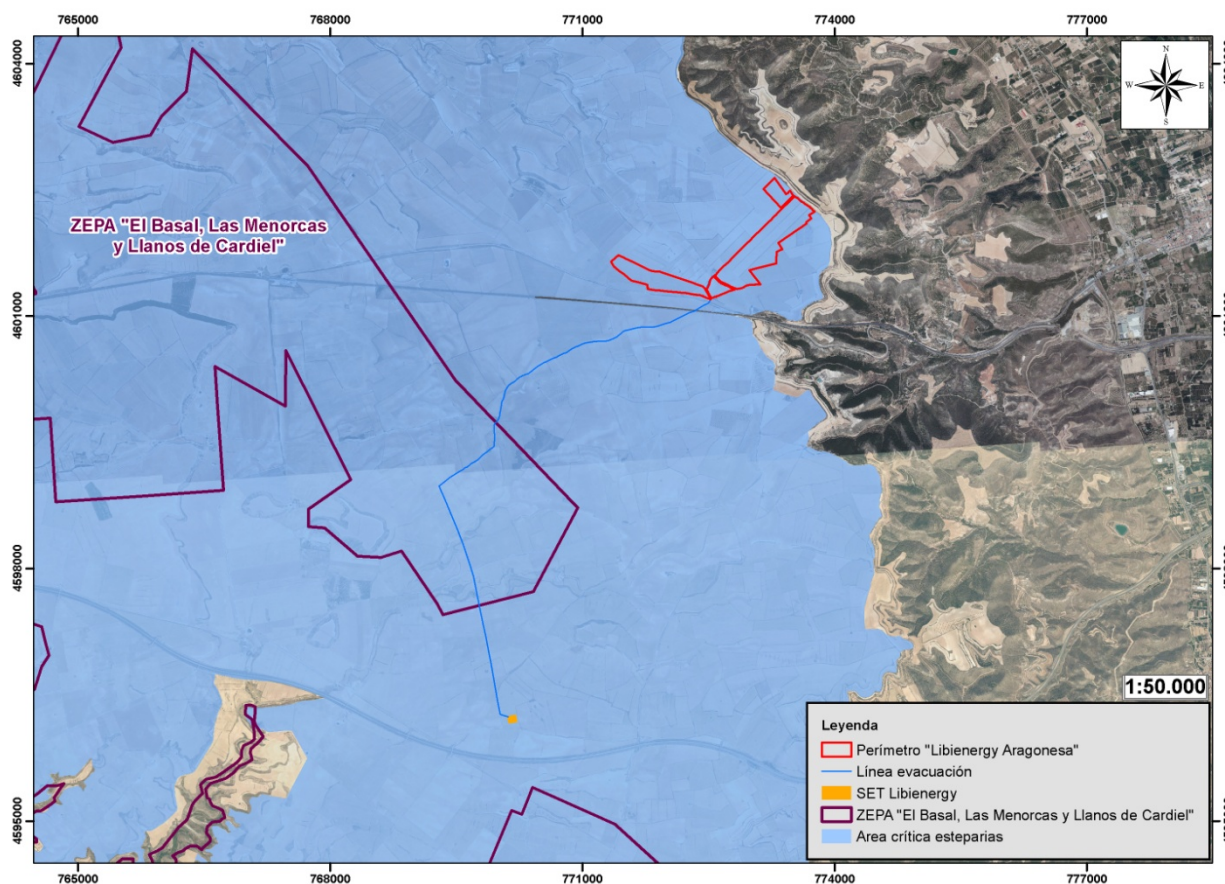 765000 768000 771000 774000 777000
4604000
4601000
4598000
4595000
N
W E
S
ZEPA "El Basal, Las Menorcas
y Llanos de Cardiel"
1:50.000
Leyenda
Perímetro "Libienergy Aragonesa"
Línea evacuación
SET Libienergy
ZEPA "El Basal, Las Menorcas y Llanos de Cardiel"
Area crítica esteparias
765000 768000 771000 774000 777000